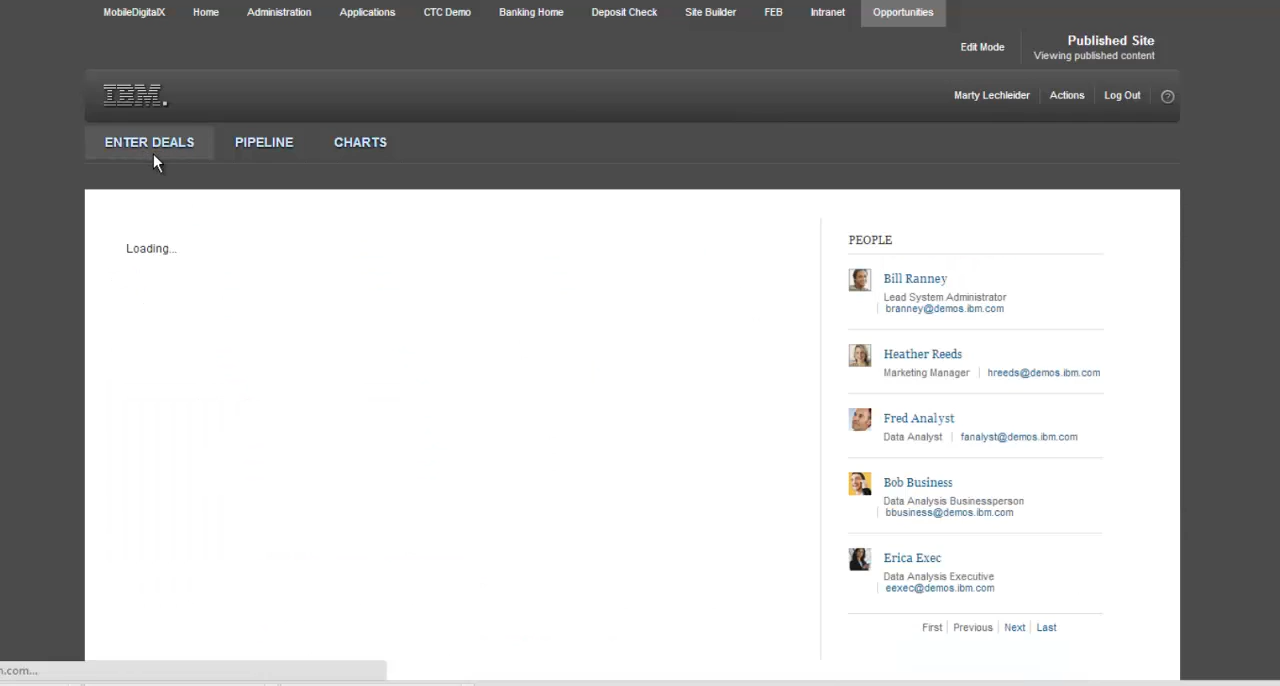 MobileDigitalX Home Administration Applications CTC Demo Banking Home Deposit Check Site Builder FEB Intranet Opportunities
Edit Mode
Published Site
Viewing published content
IBM.
Marty Lechleider Actions Log Out ?
ENTER DEALS PIPELINE CHARTS
Loading...
PEOPLE
Bill Ranney
Lead System Administrator
branney@demos.ibm.com
Heather Reeds
Marketing Manager hreeds@demos.ibm.com
Fred Analyst
Data Analyst fanalyst@demos.ibm.com
Bob Business
Data Analysis Businessperson
bbusiness@demos.ibm.com
Erica Exec
Data Analysis Executive
eexec@demos.ibm.com
First Previous Next Last
n.com...